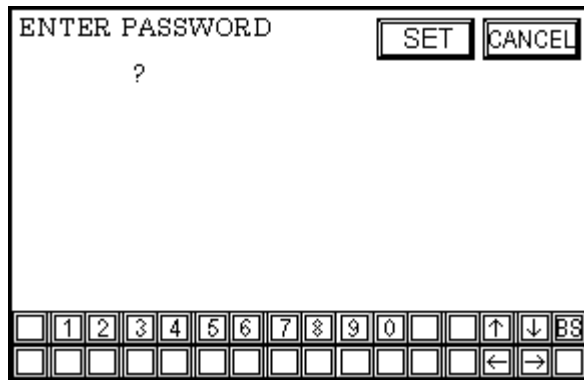 ENTER PASSWORD
SET CANCEL
?
1 2 3 4 5 6 7 8 9 0 ↑ ↓ BS
← →